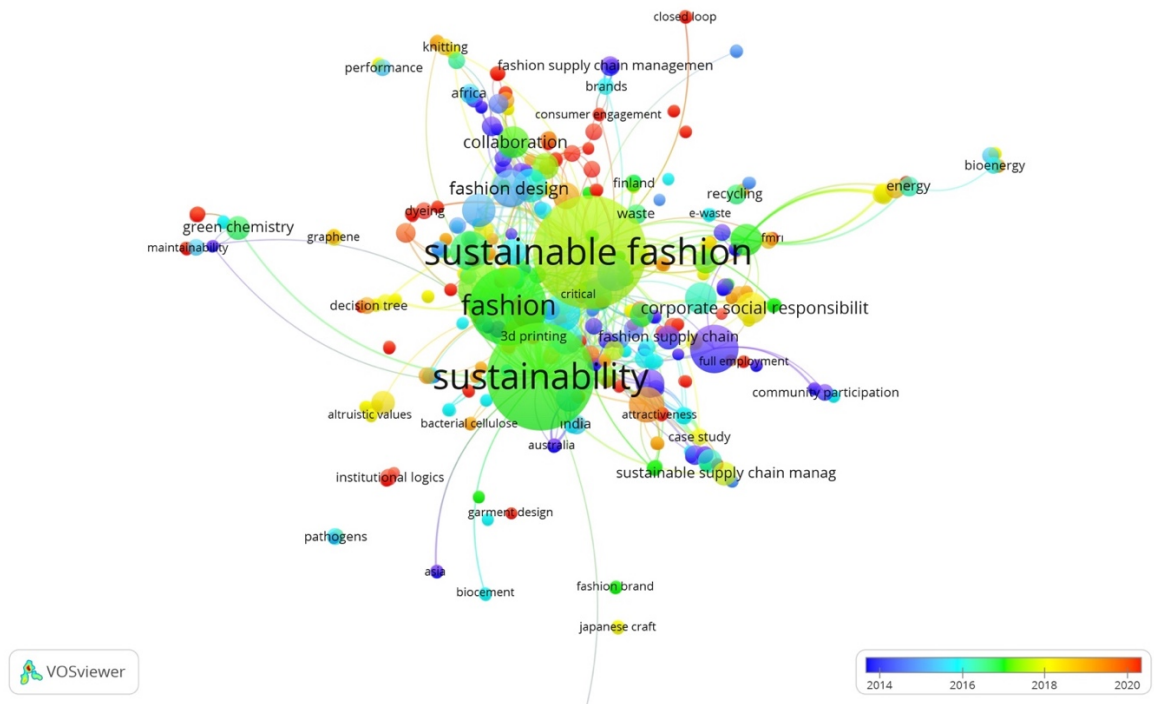 closed loop
knitting
performance
fashion supply chain managemen
africa
brands
consumer engagement
collaboration
bioenergy
fashion design
finland
energy
recycling
dyeing
waste
e-waste
green chemistry
graphene
fmri
maintainability
sustainable fashion
critical
decision tree
fashion
corporate social responsibilit
3d printing
fashion supply chain
full employment
sustainability
community participation
altruistic values
bacterial cellulose
india
attractiveness
australia
case study
institutional logics
sustainable supply chain manag
garment design
pathogens
asia
biocement
fashion brand
japanese craft
VOSviewer
2014 2016 2018 2020